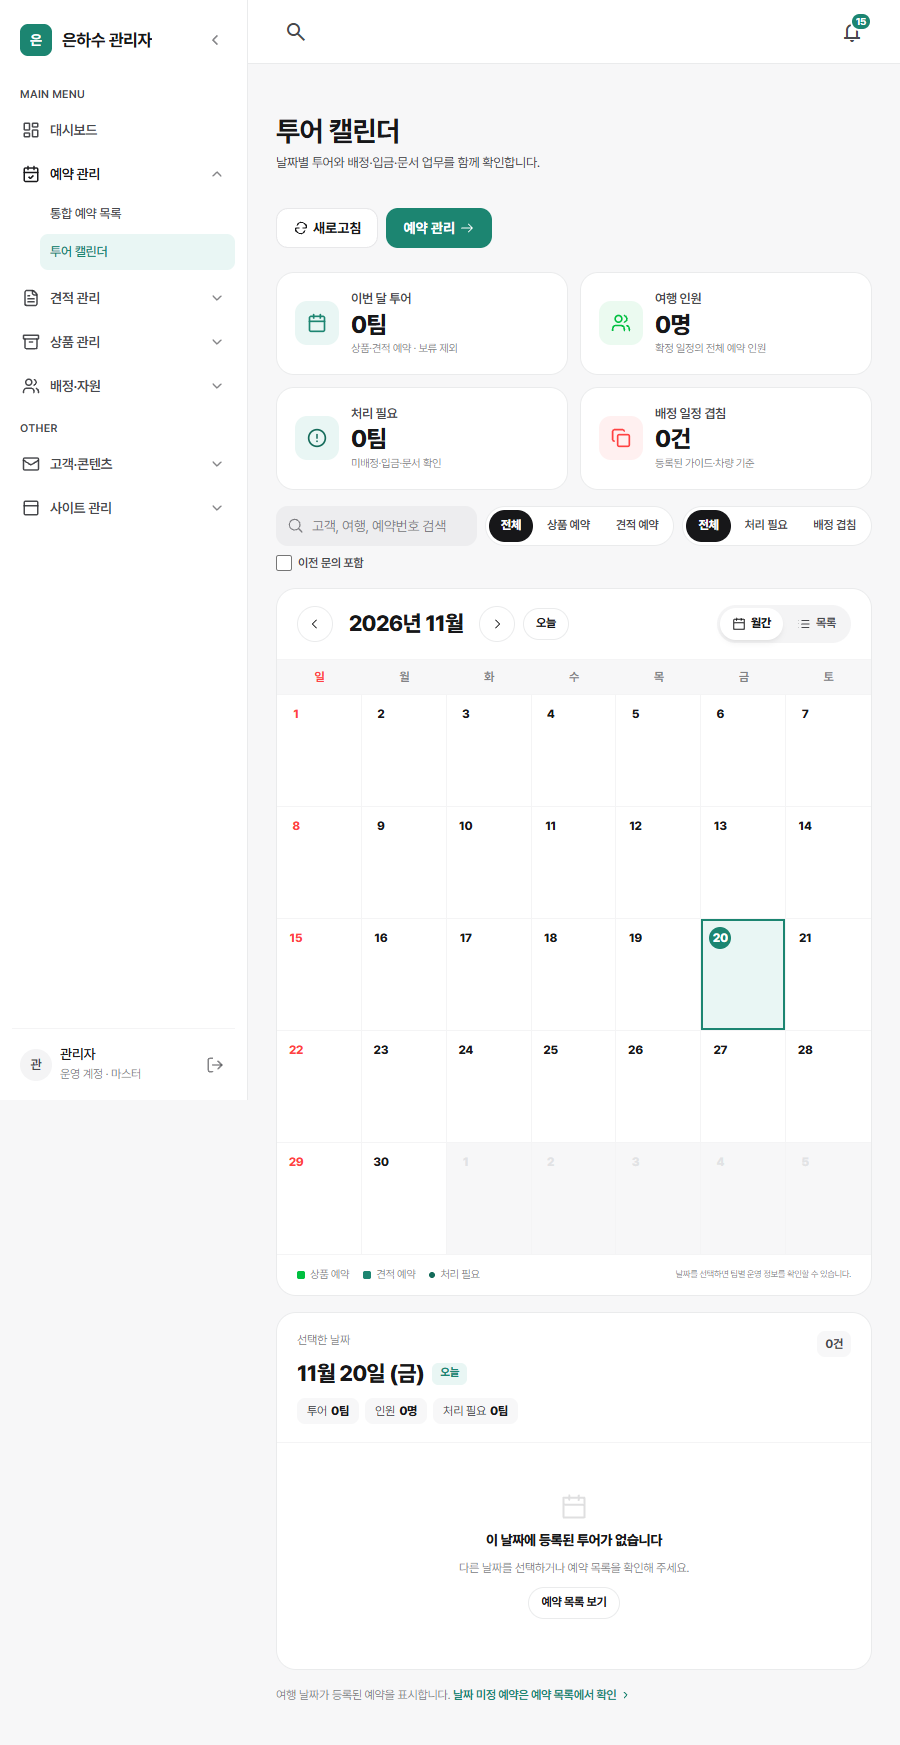 은 은하수 관리자
15
MAIN MENU
대시보드
예약 관리
통합 예약 목록
투어 캘린더
견적 관리
상품 관리
배정·자원
OTHER
고객·콘텐츠
사이트 관리
관 관리자
운영 계정 · 마스터
투어 캘린더
날짜별 투어와 배정·입금·문서 업무를 함께 확인합니다.
새로고침 예약 관리 →
이번 달 투어
0팀
상품·견적 예약 · 보류 제외
여행 인원
0명
확정 일정의 전체 예약 인원
처리 필요
0팀
미배정·입금·문서 확인
배정 일정 겹침
0건
등록된 가이드·차량 기준
고객, 여행, 예약번호 검색 전체 상품 예약 견적 예약 전체 처리 필요 배정 겹침
이전 문의 포함
2026년 11월 오늘 월간 목록
일 월 화 수 목 금 토
1 2 3 4 5 6 7
8 9 10 11 12 13 14
15 16 17 18 19 20 21
22 23 24 25 26 27 28
29 30 1 2 3 4 5
상품 예약 견적 예약 처리 필요 날짜를 선택하면 팀별 운영 정보를 확인할 수 있습니다.
선택한 날짜 0건
11월 20일 (금) 오늘
투어 0팀 인원 0명 처리 필요 0팀
이 날짜에 등록된 투어가 없습니다
다른 날짜를 선택하거나 예약 목록을 확인해 주세요.
예약 목록 보기
여행 날짜가 등록된 예약을 표시합니다. 날짜 미정 예약은 예약 목록에서 확인